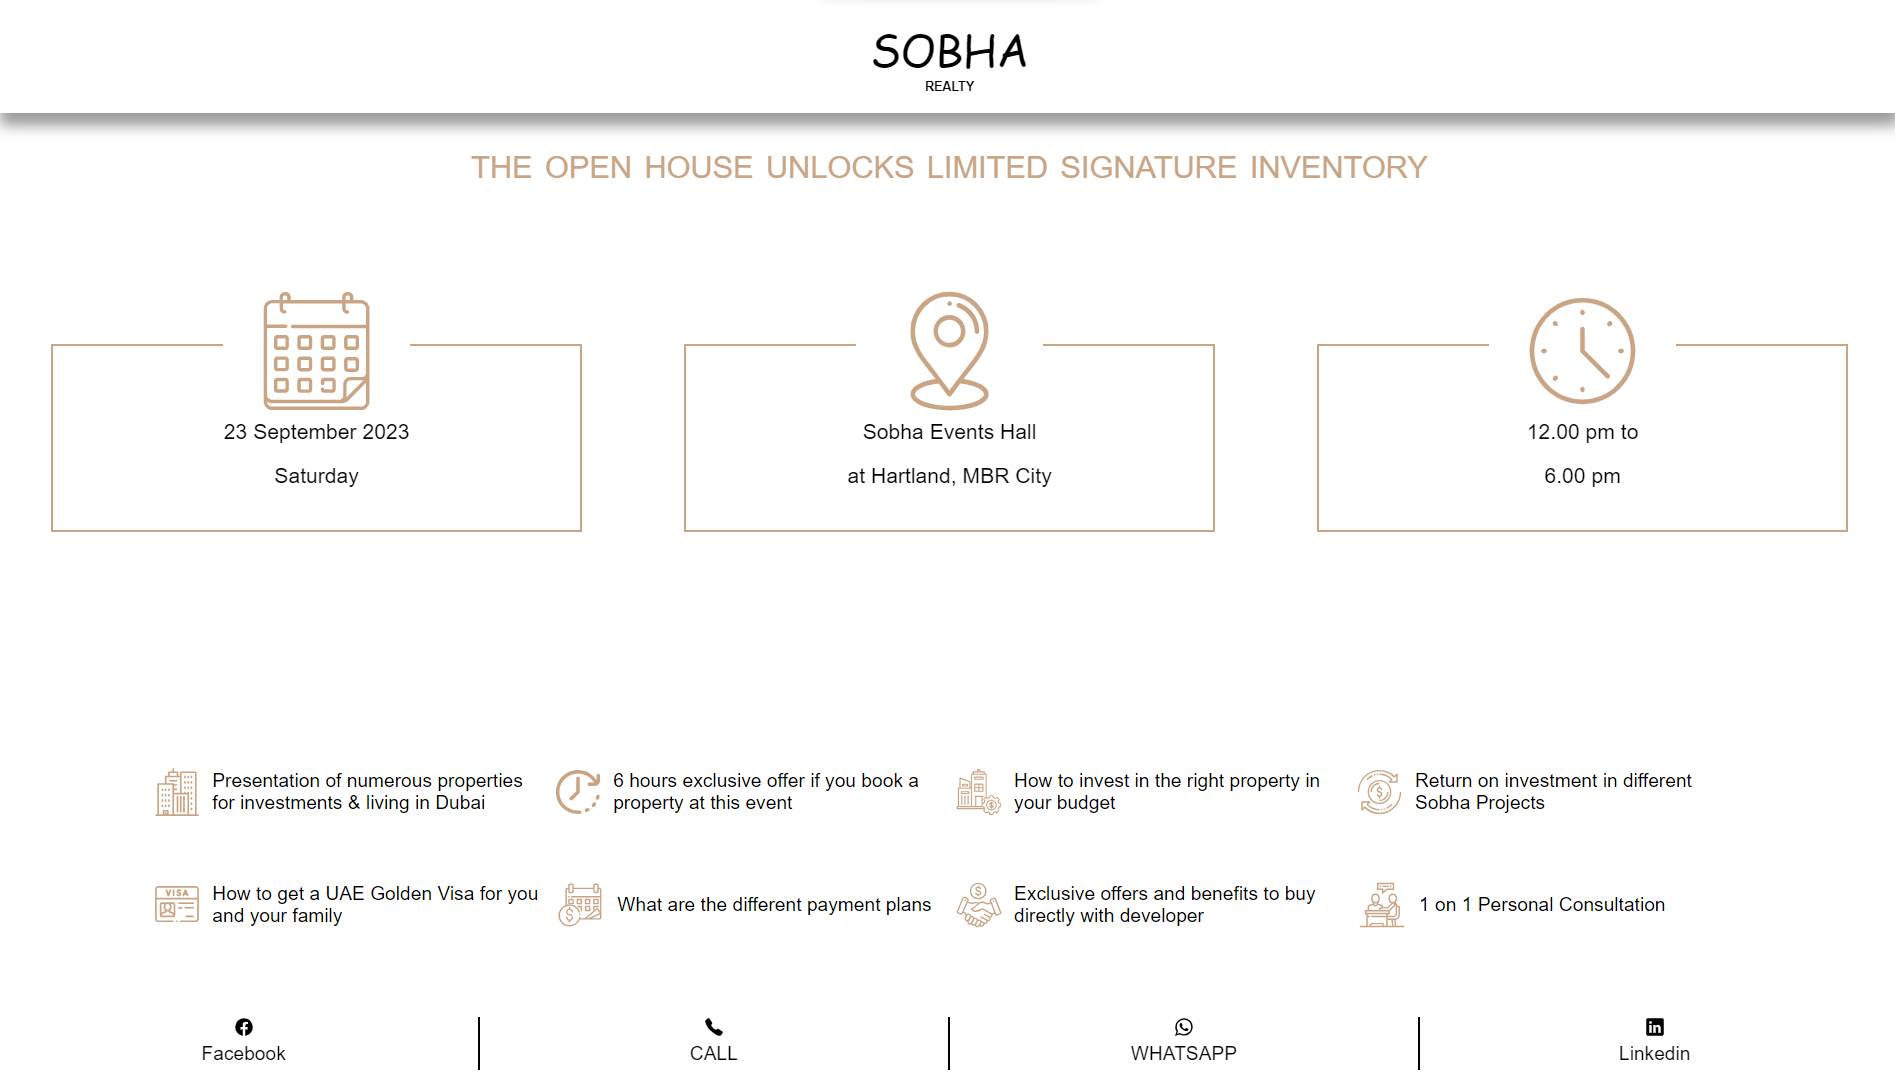 SOBHA
REALTY
THE OPEN HOUSE UNLOCKS LIMITED SIGNATURE INVENTORY
23 September 2023
Saturday
Sobha Events Hall
at Hartland, MBR City
12.00 pm to
6.00 pm
Presentation of numerous properties
for investments & living in Dubai
6 hours exclusive offer if you book a
property at this event
How to invest in the right property in
your budget
Return on investment in different
Sobha Projects
VISA
How to get a UAE Golden Visa for you
and your family
What are the different payment plans
Exclusive offers and benefits to buy
directly with developer
1 on 1 Personal Consultation
Facebook
CALL
WHATSAPP
Linkedin